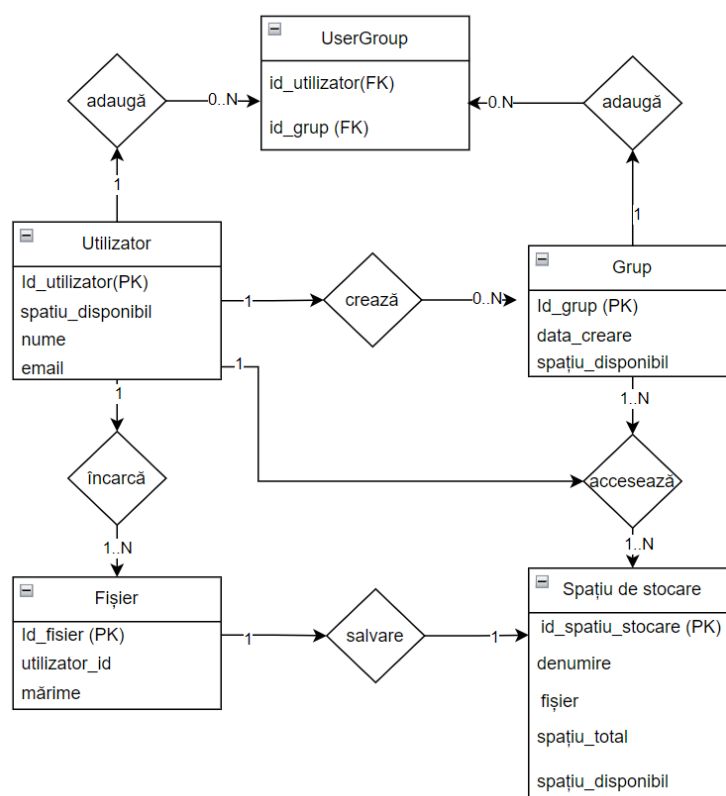 UserGroup
id_utilizator(FK)
id_grup (FK)
adaugă
0..N
0.N
adaugă
1
1
Utilizator
Id_utilizator(PK)
spatiu_disponibil
nume
email
1
crează
0..N
Grup
Id_grup (PK)
data_creare
spațiu_disponibil
1
1
1..N
încarcă
accesează
1..N
1..N
Fișier
Id_fisier (PK)
utilizator_id
mărime
1
salvare
1
Spațiu de stocare
id_spatiu_stocare (PK)
denumire
fișier
spațiu_total
spațiu_disponibil